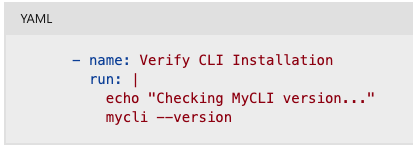 YAML
- name: Verify CLI Installation
run: |
echo "Checking MyCLI version..."
mycli --version